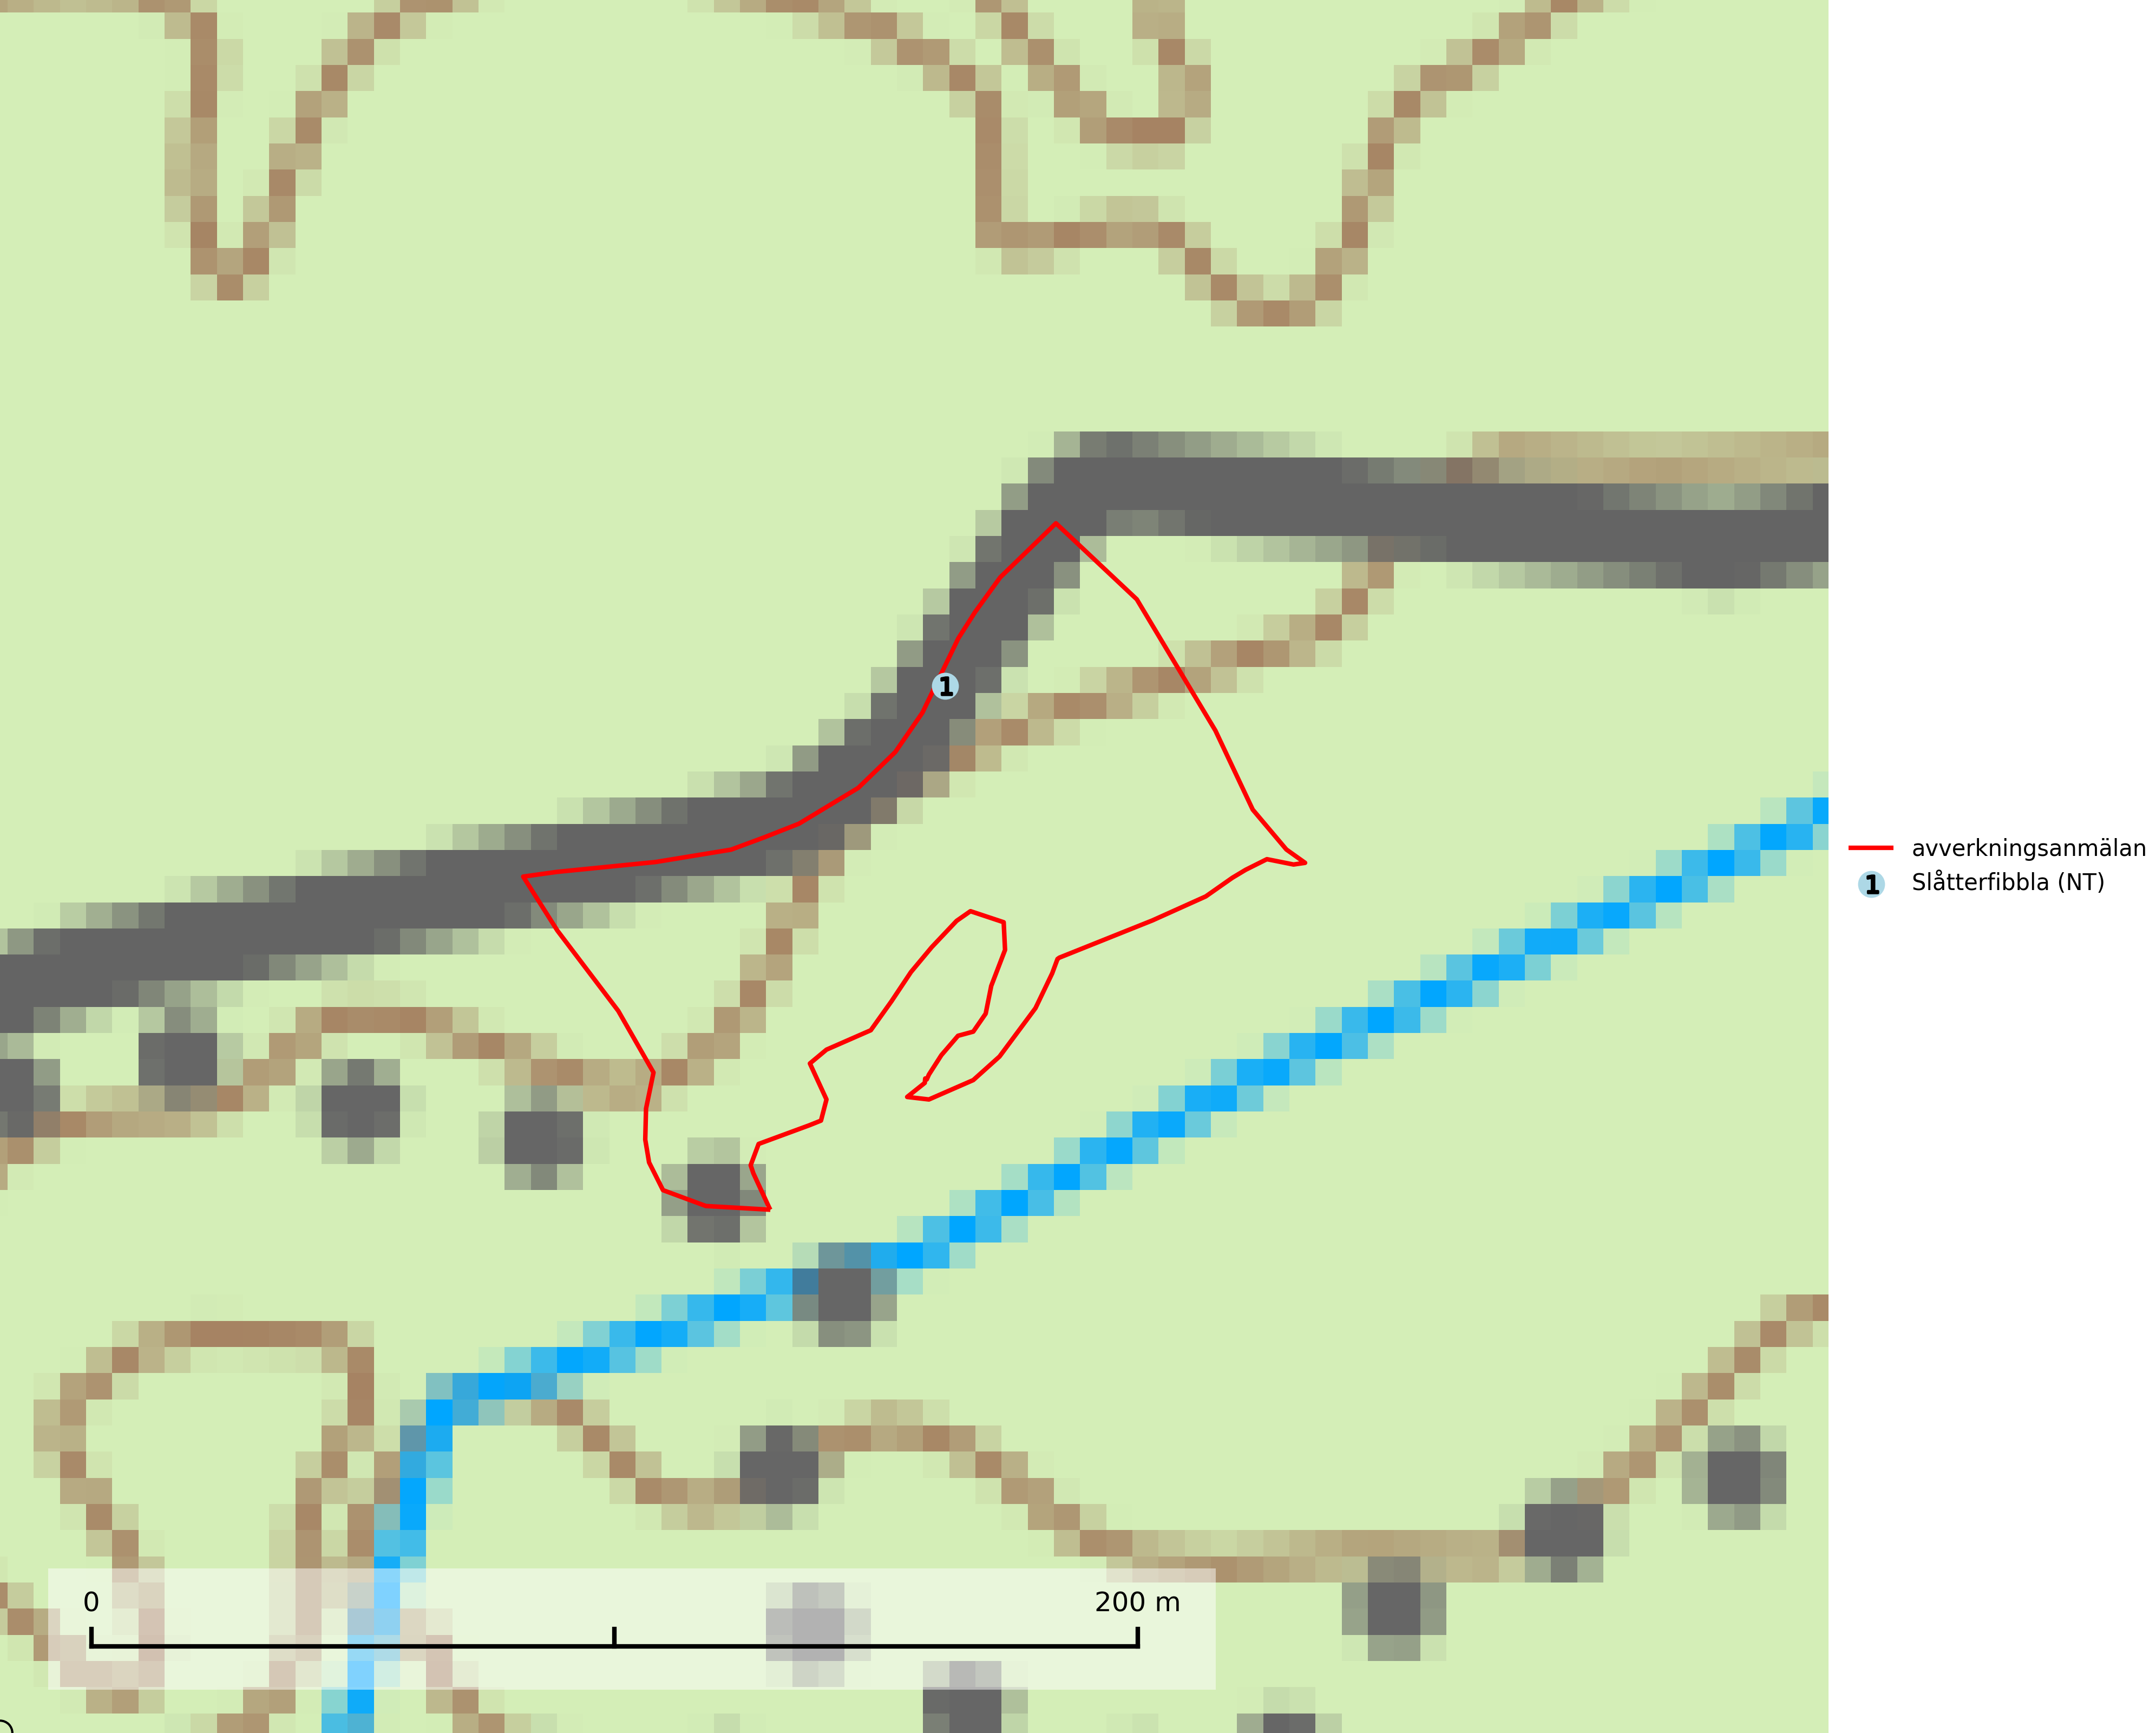 1
avverkningsanmälan
1 Slåtterfibbla (NT)
0 200 m